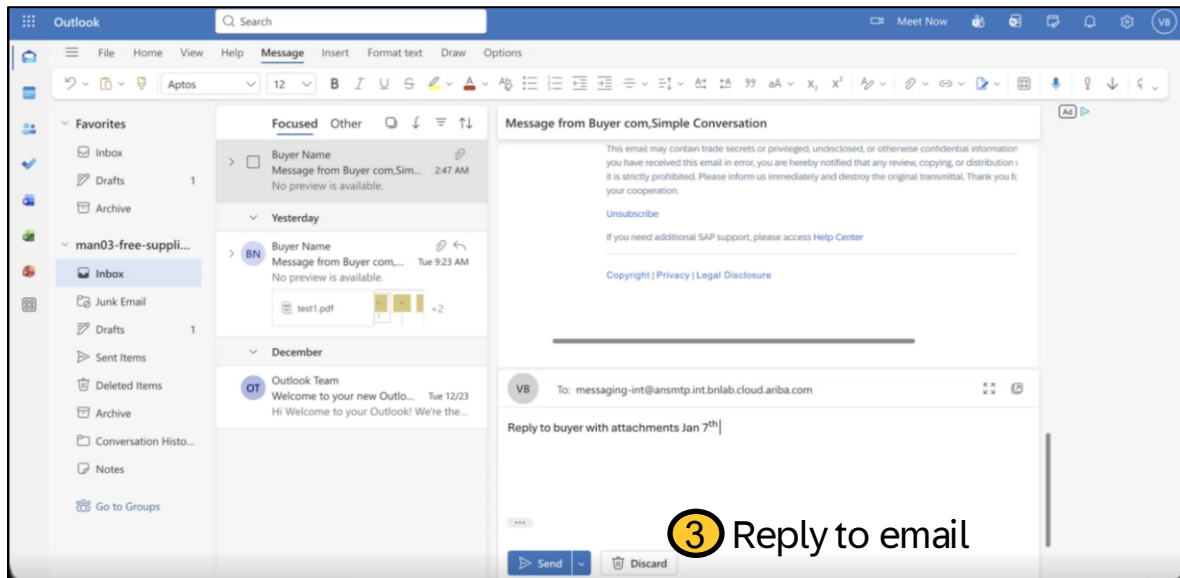 Outlook
Search
Meet Now
VB
File Home View Help Message Insert Format text Draw Options
Aptos 12 B I U S
Favorites
Inbox
Drafts 1
Archive
man03-free-suppli...
Inbox
Junk Email
Drafts 1
Sent Items
Deleted Items
Archive
Conversation Histo...
Notes
Go to Groups
Focused Other
Buyer Name
Message from Buyer com,Sim... 2:47 AM
No preview is available.
Yesterday
BN
Buyer Name
Message from Buyer com,... Tue 9:23 AM
No preview is available.
test1.pdf +2
December
OT
Outlook Team
Welcome to your new Outlo... Tue 12/23
Hi Welcome to your Outlook! We're the...
Message from Buyer com,Simple Conversation
Ad
This email may contain trade secrets or privileged, undisclosed, or otherwise confidential information
you have received this email in error, you are hereby notified that any review, copying, or distribution
it is strictly prohibited. Please inform us immediately and destroy the original transmittal. Thank you fo
your cooperation.
Unsubscribe
If you need additional SAP support, please access Help Center
Copyright | Privacy | Legal Disclosure
VB
To: messaging-int@ansmtp.int.bnlab.cloud.ariba.com
Reply to buyer with attachments Jan 7th
Send Discard
3 Reply to email